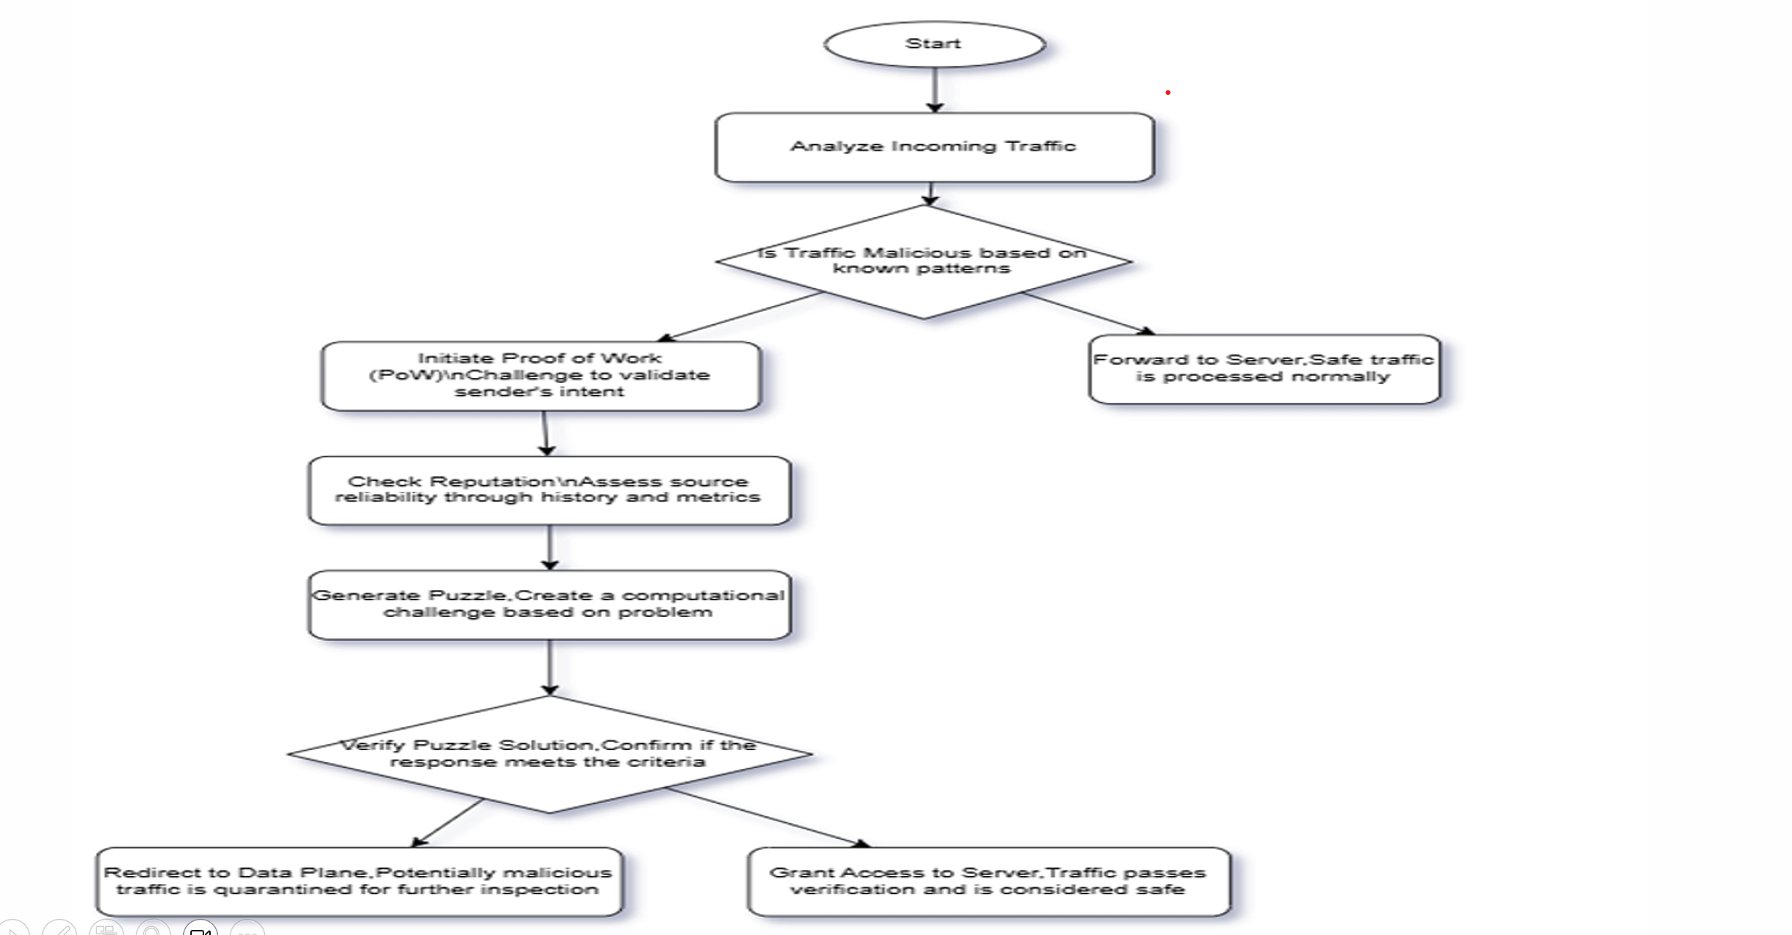 Start
Analyze Incoming Traffic
Is Traffic Malicious based on
known patterns
Initiate Proof of Work
(PoW)\nChallenge to validate
sender's intent
Forward to Server,Safe traffic
is processed normally
Check Reputation\nAssess source
reliability through history and metrics
Generate Puzzle,Create a computational
challenge based on problem
Verify Puzzle Solution,Confirm if the
response meets the criteria
Redirect to Data Plane,Potentially malicious
traffic is quarantined for further inspection
Grant Access to Server,Traffic passes
verification and is considered safe